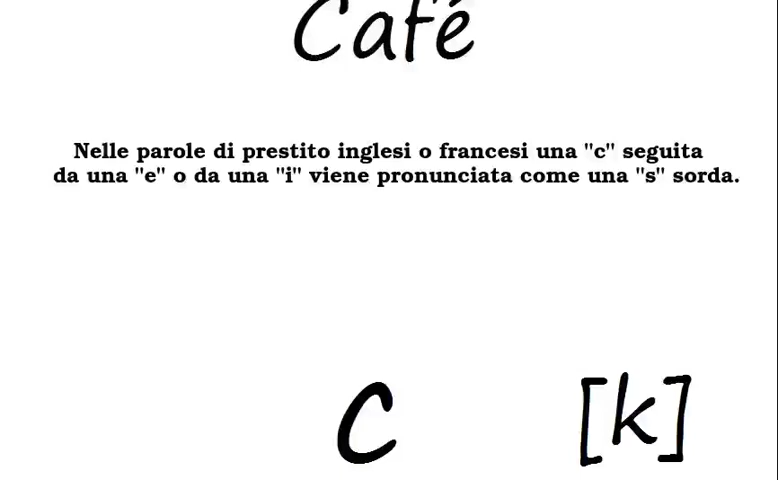 Café
Nelle parole di prestito inglesi o francesi una "c" seguita
da una "e" o da una "i" viene pronunciata come una "s" sorda.
C [k]